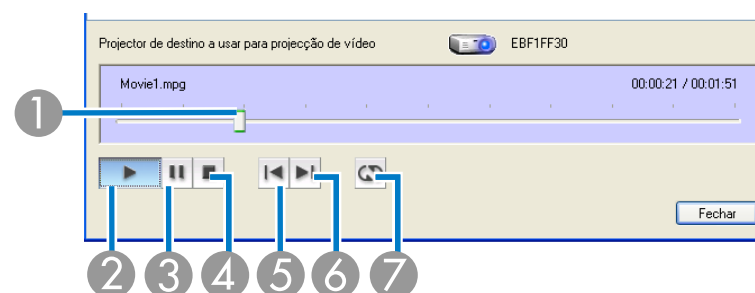 Projector de destino a usar para projecção de vídeo EBF1FF30
Movie1.mpg 00:00:21 / 00:01:51
1
2 3 4 5 6 7
Fechar